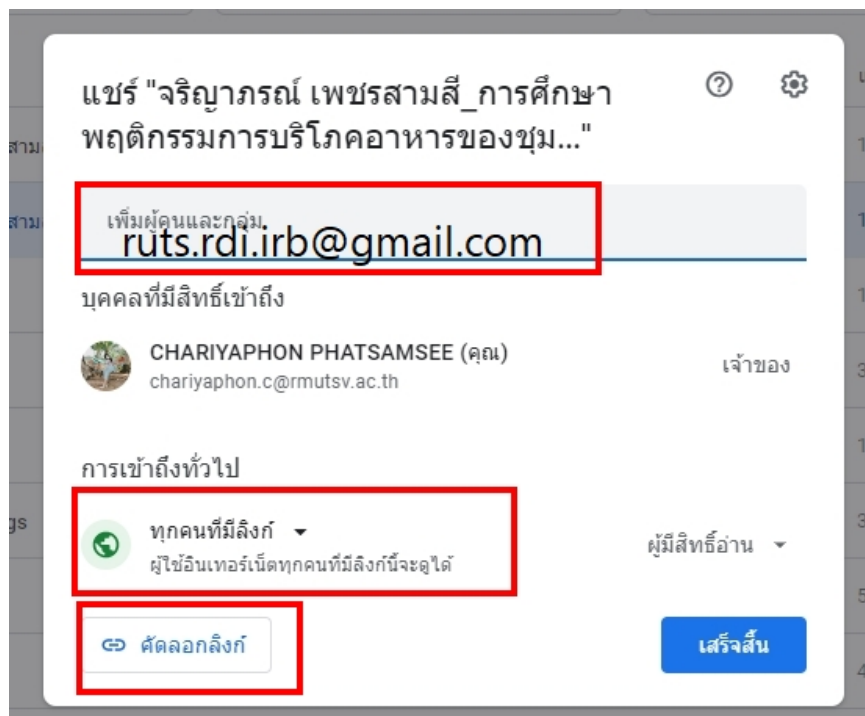 แชร์ "จริญาภรณ์ เพชรสามสี_การศึกษา
พฤติกรรมการบริโภคอาหารของชุม..."
สาม
สาม
เพิ่มผู้คนและกลุ่ม
ruts.rdi.irb@gmail.com
บุคคลที่มีสิทธิ์เข้าถึง
CHARIYAPHON PHATSAMSEE (คุณ)
chariyaphon.c@rmutsv.ac.th
เจ้าของ
การเข้าถึงทั่วไป
gs
ทุกคนที่มีลิงก์
ผู้ใช้อินเทอร์เน็ตทุกคนที่มีลิงก์นี้จะดูได้
ผู้มีสิทธิ์อ่าน
คัดลอกลิงก์
เสร็จสิ้น